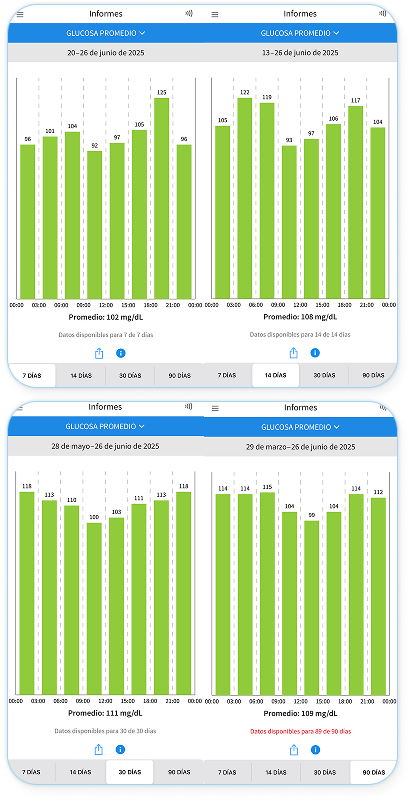 Informes
GLUCOSA PROMEDIO
20–26 de junio de 2025
96 101 104 92 97 105 125 96
00:00 03:00 06:00 09:00 12:00 15:00 18:00 21:00 00:00
Promedio: 102 mg/dL
Datos disponibles para 7 de 7 días
7 DÍAS 14 DÍAS 30 DÍAS 90 DÍAS
Informes
GLUCOSA PROMEDIO
13–26 de junio de 2025
105 122 119 93 97 106 117 104
00:00 03:00 06:00 09:00 12:00 15:00 18:00 21:00 00:00
Promedio: 108 mg/dL
Datos disponibles para 14 de 14 días
7 DÍAS 14 DÍAS 30 DÍAS 90 DÍAS
Informes
GLUCOSA PROMEDIO
28 de mayo–26 de junio de 2025
118 113 110 100 103 111 113 118
00:00 03:00 06:00 09:00 12:00 15:00 18:00 21:00 00:00
Promedio: 111 mg/dL
Datos disponibles para 30 de 30 días
7 DÍAS 14 DÍAS 30 DÍAS 90 DÍAS
Informes
GLUCOSA PROMEDIO
29 de marzo–26 de junio de 2025
114 114 115 104 99 104 114 112
00:00 03:00 06:00 09:00 12:00 15:00 18:00 21:00 00:00
Promedio: 109 mg/dL
Datos disponibles para 89 de 90 días
7 DÍAS 14 DÍAS 30 DÍAS 90 DÍAS